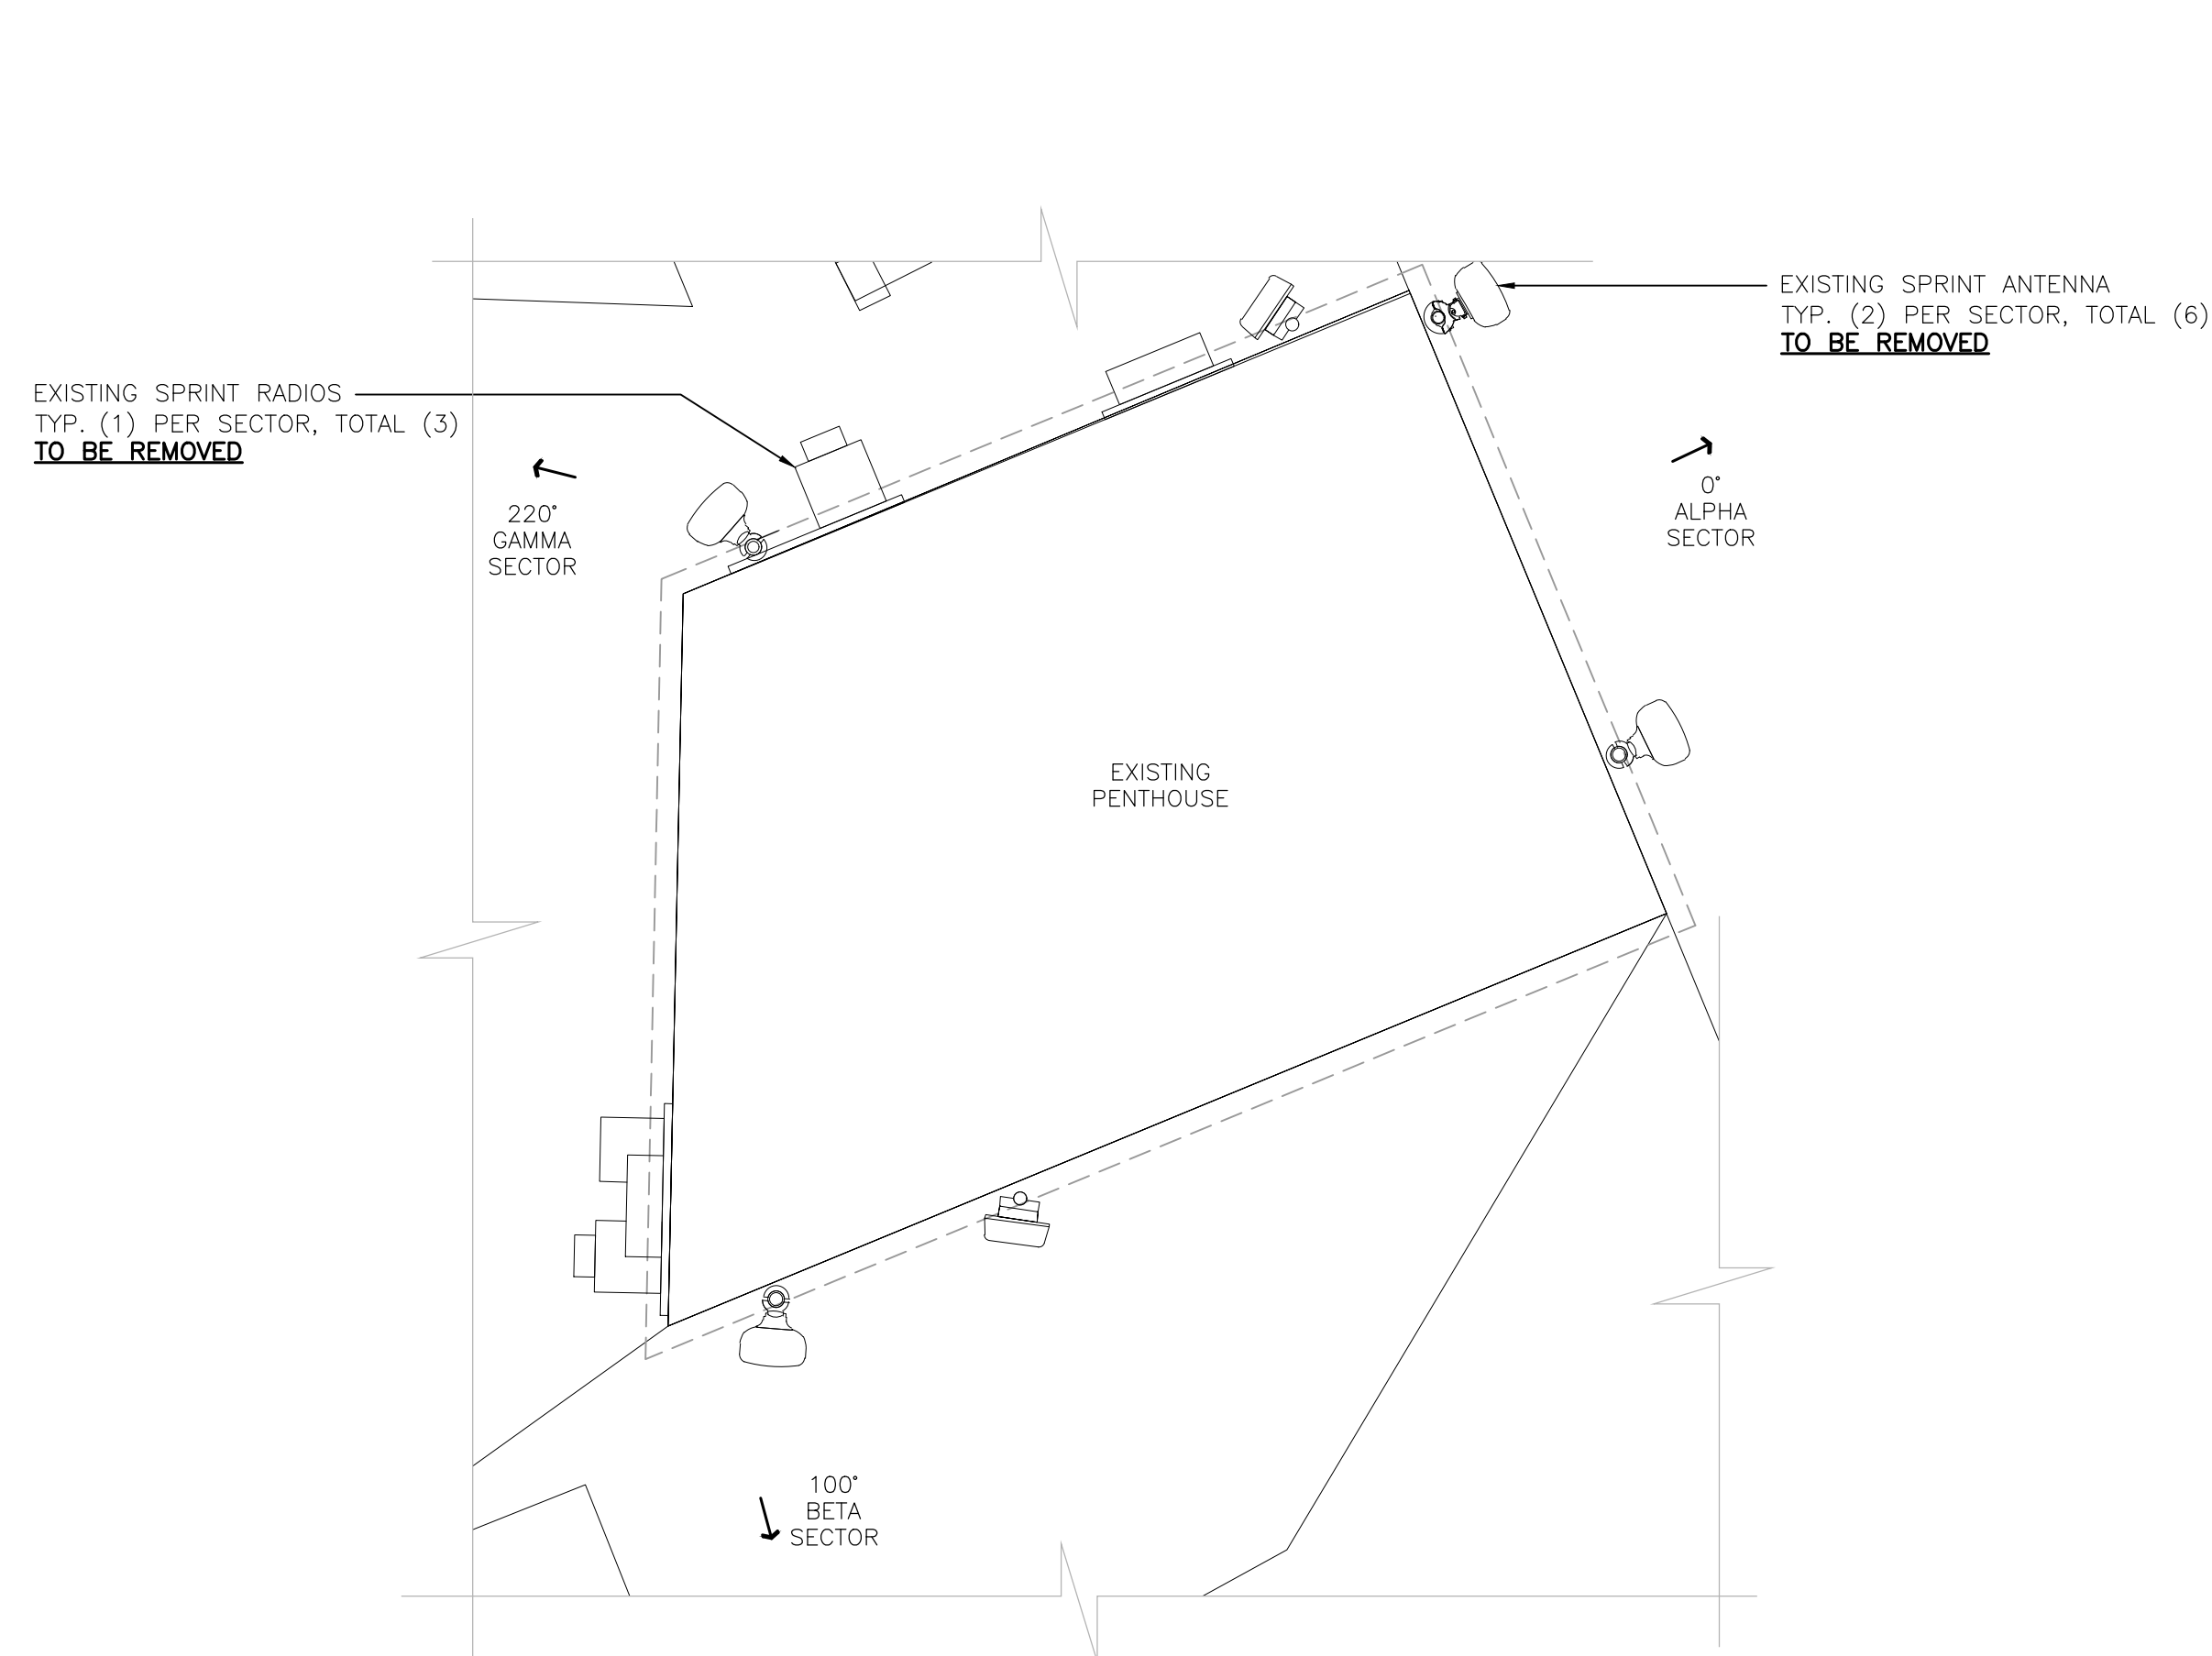 EXISTING SPRINT ANTENNA
TYP. (2) PER SECTOR, TOTAL (6)
TO BE REMOVED
EXISTING SPRINT RADIOS
TYP. (1) PER SECTOR, TOTAL (3)
TO BE REMOVED
220°
GAMMA
SECTOR
0°
ALPHA
SECTOR
EXISTING
PENTHOUSE
100°
BETA
SECTOR